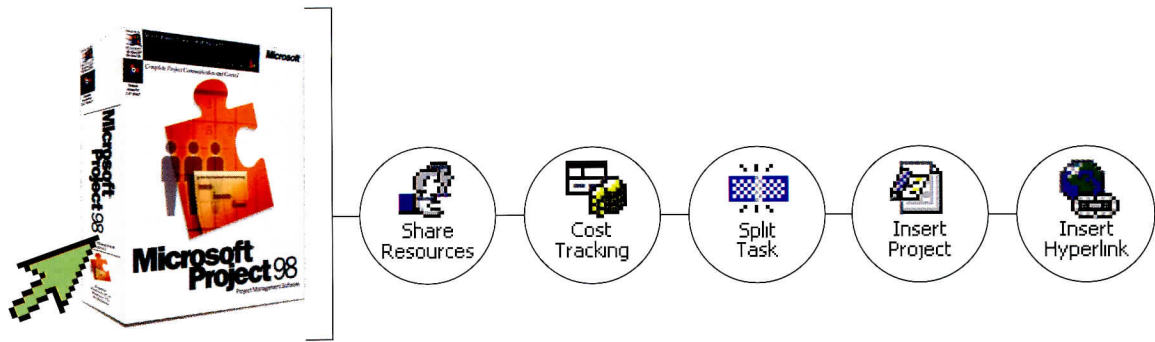 Microsoft
Complete Project Communication and Control
Microsoft
Project 98
Microsoft
Project 98
Project Management Software
Share
Resources
Cost
Tracking
Split
Task
Insert
Project
Insert
Hyperlink